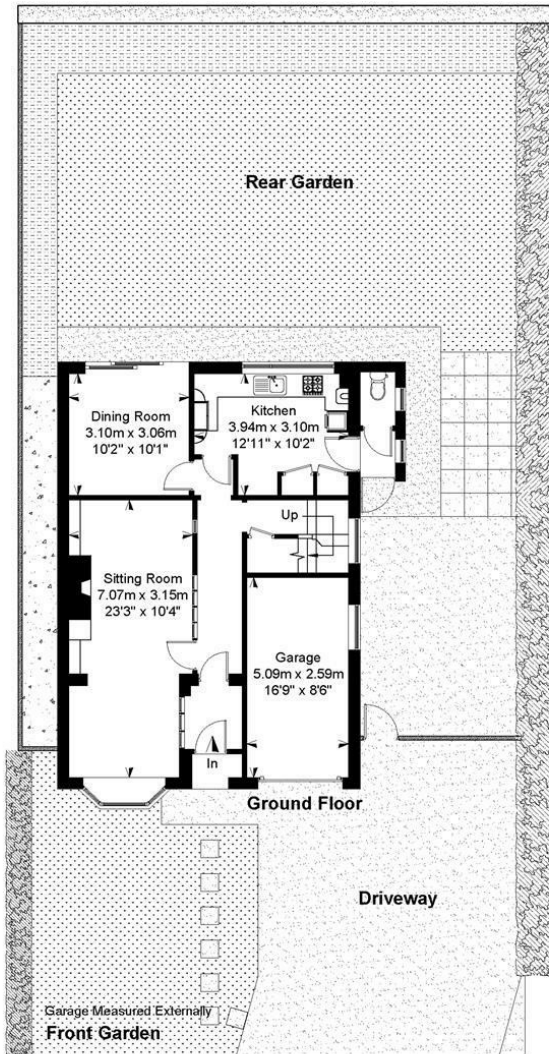 Rear Garden
Dining Room
3.10m x 3.06m
10'2" x 10'1"
Kitchen
3.94m x 3.10m
12'11" x 10'2"
Up
Sitting Room
7.07m x 3.15m
23'3" x 10'4"
Garage
5.09m x 2.59m
16'9" x 8'6"
In
Ground Floor
Driveway
Garage Measured Externally
Front Garden